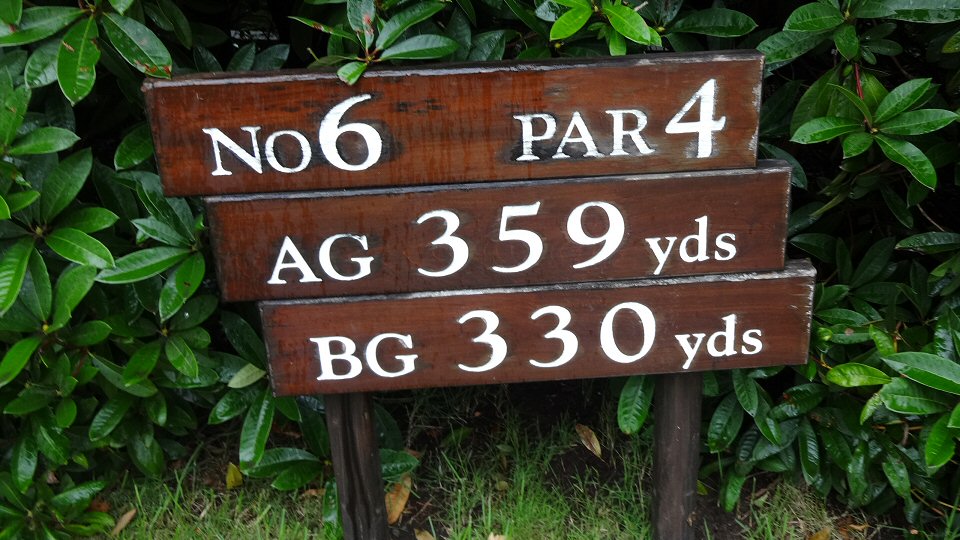 No6 PAR 4
AG 359 yds
BG 330 yds